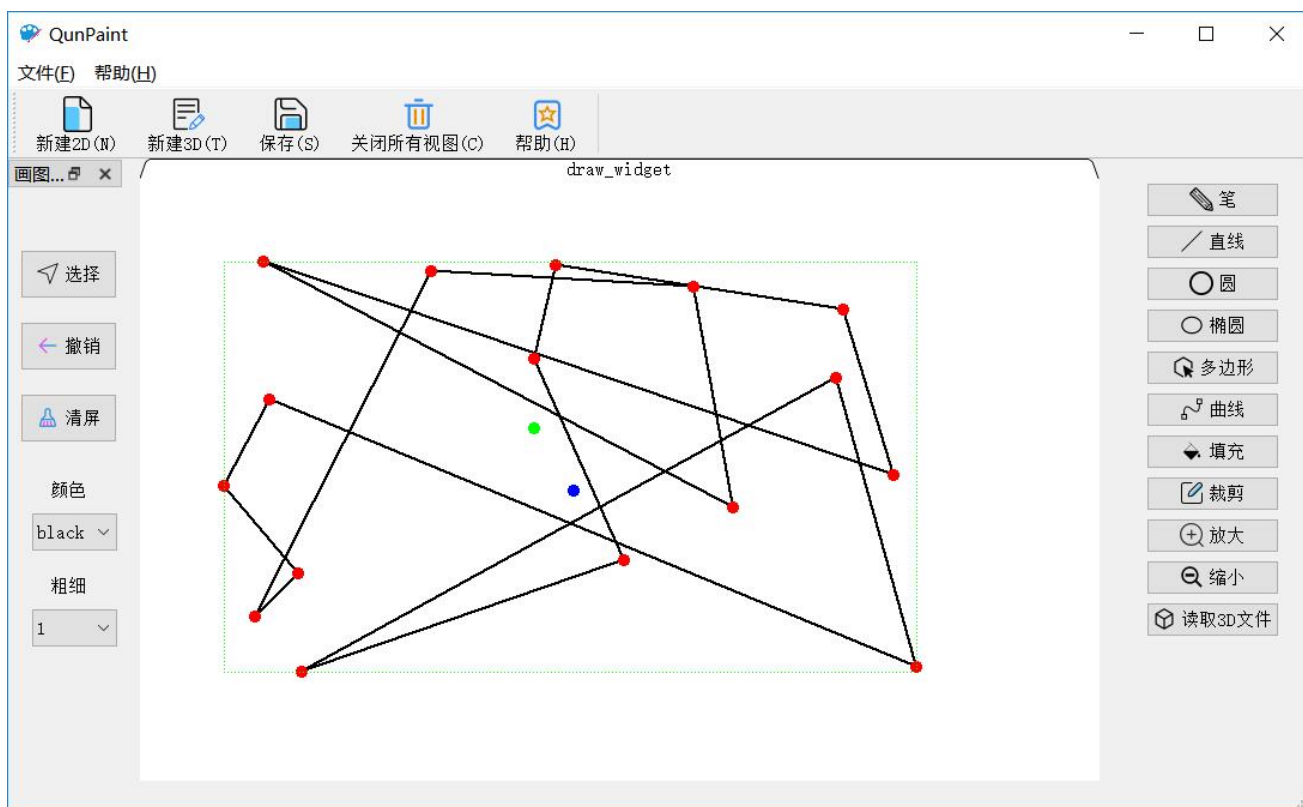 QunPaint
文件(F) 帮助(H)
新建2D(N) 新建3D(T) 保存(S) 关闭所有视图(C) 帮助(H)
画图...
draw_widget
选择
撤销
清屏
颜色
black
粗细
1
笔
直线
圆
椭圆
多边形
曲线
填充
裁剪
放大
缩小
读取3D文件